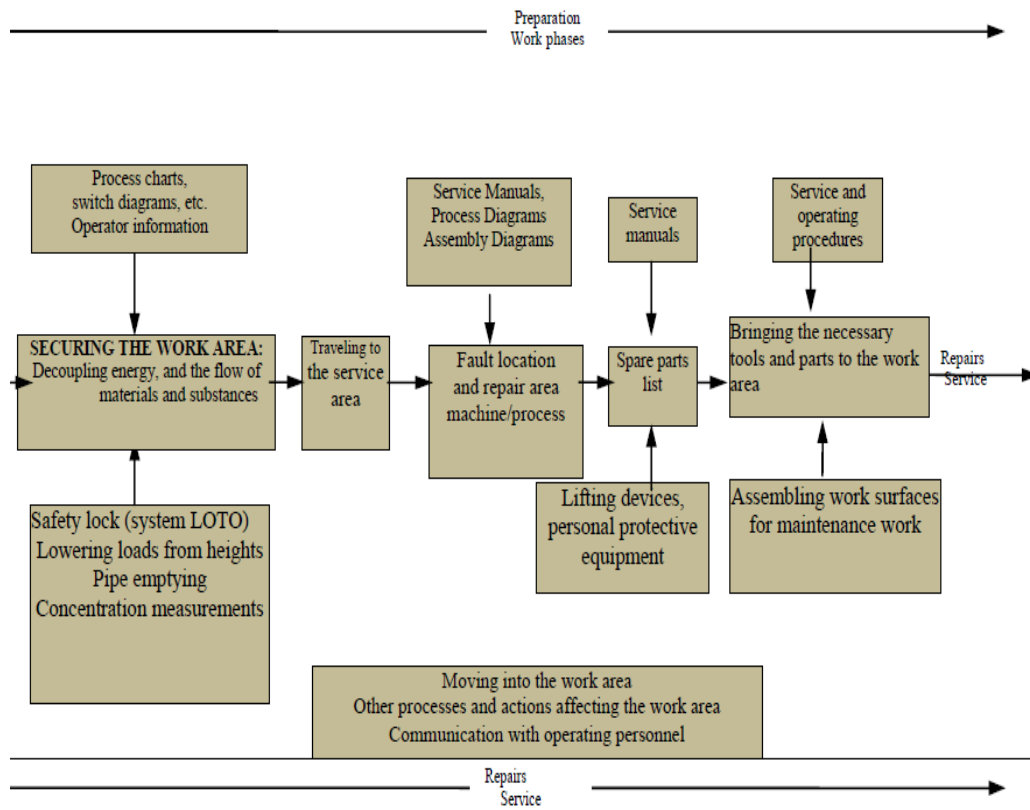 Preparation
Work phases
Process charts,
switch diagrams, etc.
Operator information
Service Manuals,
Process Diagrams
Assembly Diagrams
Service
manuals
Service and
operating
procedures
SECURING THE WORK AREA:
Decoupling energy, and the flow of
materials and substances
Traveling to
the service
area
Fault location
and repair area
machine/process
Spare parts
list
Bringing the necessary
tools and parts to the work
area
Repairs
Service
Safety lock (system LOTO)
Lowering loads from heights
Pipe emptying
Concentration measurements
Lifting devices,
personal protective
equipment
Assembling work surfaces
for maintenance work
Moving into the work area
Other processes and actions affecting the work area
Communication with operating personnel
Repairs
Service